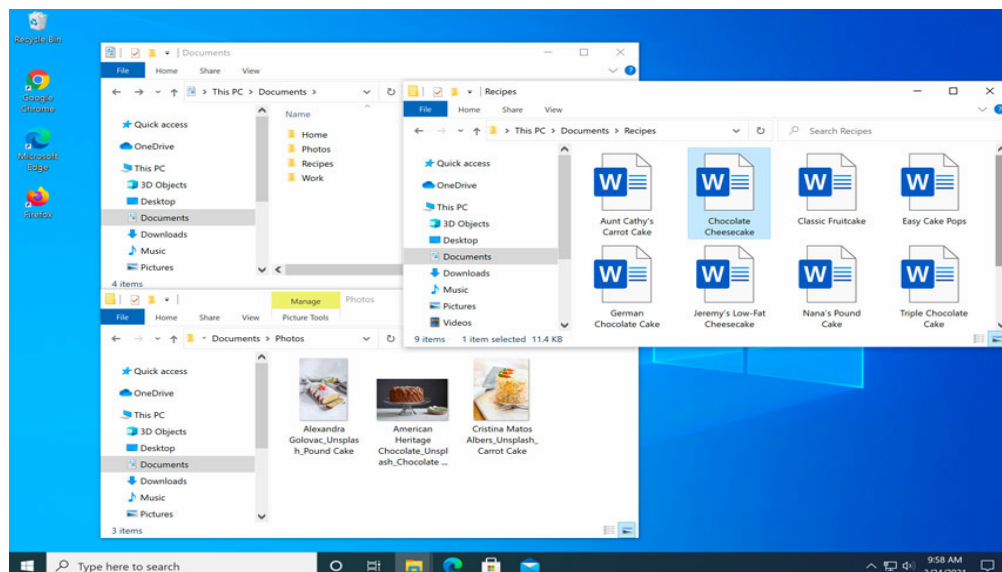 Recycle Bin
Google
Chrome
Microsoft
Edge
Firefox
Documents
File Home Share View
This PC > Documents >
Quick access
OneDrive
This PC
3D Objects
Desktop
Documents
Downloads
Music
Pictures
4 items
Name
Home
Photos
Recipes
Work
Recipes
File Home Share View
This PC > Documents > Recipes
Search Recipes
Quick access
OneDrive
This PC
3D Objects
Desktop
Documents
Downloads
Music
Pictures
Videos
Aunt Cathy's
Carrot Cake
Chocolate
Cheesecake
Classic Fruitcake
Easy Cake Pops
German
Chocolate Cake
Jeremy's Low-Fat
Cheesecake
Nana's Pound
Cake
Triple Chocolate
Cake
9 items 1 item selected 11.4 KB
Manage Photos
File Home Share View Picture Tools
Documents > Photos
Quick access
OneDrive
This PC
3D Objects
Desktop
Documents
Downloads
Music
Pictures
Alexandra
Golovac_Unsplas
h_Pound Cake
American
Heritage
Chocolate_Unspl
ash_Chocolate ...
Cristina Matos
Albers_Unsplash_
Carrot Cake
3 items
Type here to search
9:58 AM